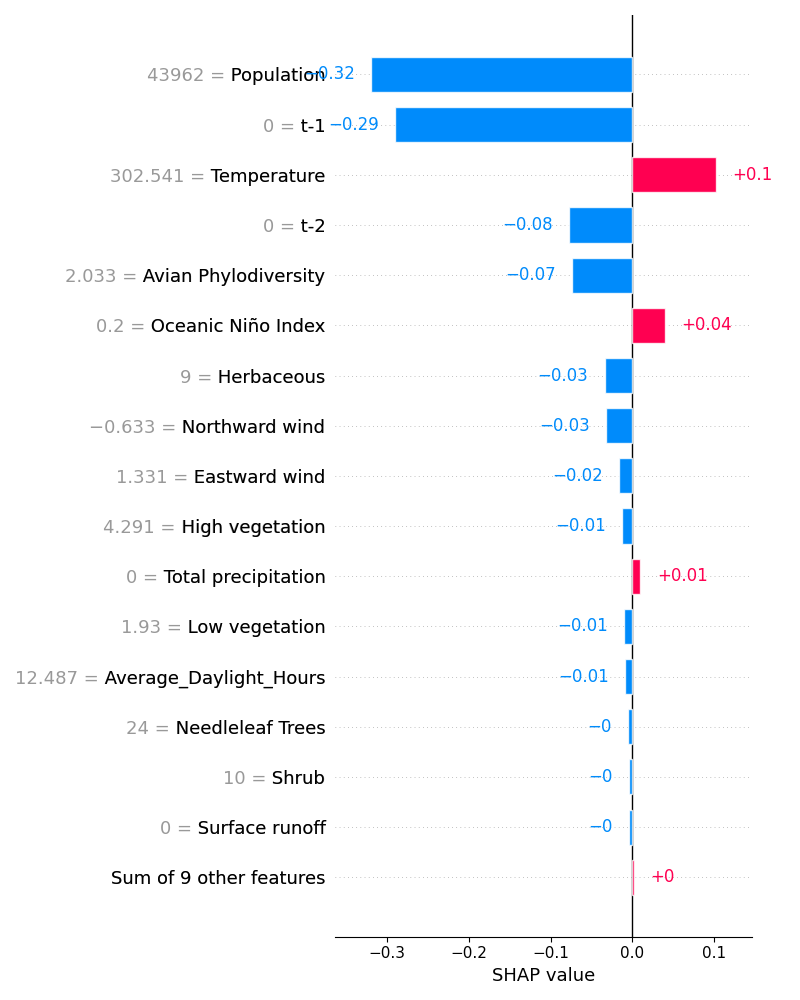 43962 = Population −0.32
0 = t-1 −0.29
302.541 = Temperature +0.1
0 = t-2 −0.08
2.033 = Avian Phylodiversity −0.07
0.2 = Oceanic Niño Index +0.04
9 = Herbaceous −0.03
−0.633 = Northward wind −0.03
1.331 = Eastward wind −0.02
4.291 = High vegetation −0.01
0 = Total precipitation +0.01
1.93 = Low vegetation −0.01
12.487 = Average_Daylight_Hours −0.01
24 = Needleleaf Trees −0
10 = Shrub −0
0 = Surface runoff −0
Sum of 9 other features +0
−0.3 −0.2 −0.1 0.0 0.1
SHAP value